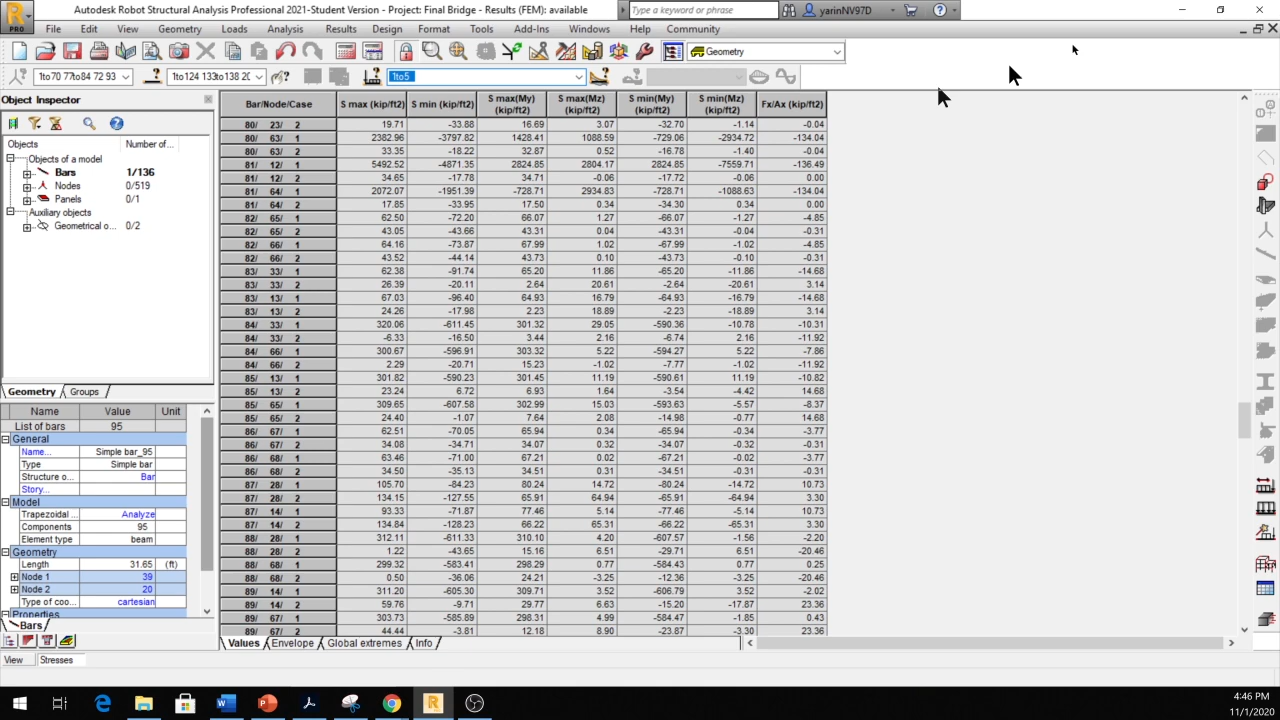 Autodesk Robot Structural Analysis Professional 2021-Student Version - Project: Final Bridge - Results (FEM): available
Type a keyword or phrase
yarinNV97D
PRO
File Edit View Geometry Loads Analysis Results Design Format Tools Add-Ins Windows Help Community
Geometry
1to70 77to84 72 93
1to124 133to138 20
1to5
Object Inspector
Objects Number of...
Objects of a model
Bars 1/136
Nodes 0/519
Panels 0/1
Auxiliary objects
Geometrical o... 0/2
Geometry Groups
Name Value Unit
List of bars 95
General
Name... Simple bar_95
Type Simple bar
Structure o... Bar
Story...
Model
Trapezoidal ... Analyze
Components 95
Element type beam
Geometry
Length 31.65 (ft)
Node 1 39
Node 2 20
Type of coo... cartesian
Properties
Bars
Bar/Node/Case S max (kip/ft2) S min (kip/ft2) S max(My) (kip/ft2) S max(Mz) (kip/ft2) S min(My) (kip/ft2) S min(Mz) (kip/ft2) Fx/Ax (kip/ft2)
80/ 23/ 2 19.71 -33.88 16.69 3.07 -32.70 -1.14 -0.04
80/ 63/ 1 2382.96 -3797.82 1428.41 1088.59 -729.06 -2934.72 -134.04
80/ 63/ 2 33.35 -18.22 32.87 0.52 -16.78 -1.40 -0.04
81/ 12/ 1 5492.52 -4871.35 2824.85 2804.17 2824.85 -7559.71 -136.49
81/ 12/ 2 34.65 -17.78 34.71 -0.06 -17.72 -0.06 0.00
81/ 64/ 1 2072.07 -1951.39 -728.71 2934.83 -728.71 -1088.63 -134.04
81/ 64/ 2 17.85 -33.95 17.50 0.34 -34.30 0.34 0.00
82/ 65/ 1 62.50 -72.20 66.07 1.27 -66.07 -1.27 -4.85
82/ 65/ 2 43.05 -43.66 43.31 0.04 -43.31 -0.04 -0.31
82/ 66/ 1 64.16 -73.87 67.99 1.02 -67.99 -1.02 -4.85
82/ 66/ 2 43.52 -44.14 43.73 0.10 -43.73 -0.10 -0.31
83/ 33/ 1 62.38 -91.74 65.20 11.86 -65.20 -11.86 -14.68
83/ 33/ 2 26.39 -20.11 2.64 20.61 -2.64 -20.61 3.14
83/ 13/ 1 67.03 -96.40 64.93 16.79 -64.93 -16.79 -14.68
83/ 13/ 2 24.26 -17.98 2.23 18.89 -2.23 -18.89 3.14
84/ 33/ 1 320.06 -611.45 301.32 29.05 -590.36 -10.78 -10.31
84/ 33/ 2 -6.33 -16.50 3.44 2.16 -6.74 2.16 -11.92
84/ 66/ 1 300.67 -596.91 303.32 5.22 -594.27 5.22 -7.86
84/ 66/ 2 2.29 -20.71 15.23 -1.02 -7.77 -1.02 -11.92
85/ 13/ 1 301.82 -590.23 301.45 11.19 -590.61 11.19 -10.82
85/ 13/ 2 23.24 6.72 6.93 1.64 -3.54 -4.42 14.68
85/ 65/ 1 309.65 -607.58 302.99 15.03 -593.63 -5.57 -8.37
85/ 65/ 2 24.40 -1.07 7.64 2.08 -14.98 -0.77 14.68
86/ 67/ 1 62.51 -70.05 65.94 0.34 -65.94 -0.34 -3.77
86/ 67/ 2 34.08 -34.71 34.07 0.32 -34.07 -0.32 -0.31
86/ 68/ 1 63.46 -71.00 67.21 0.02 -67.21 -0.02 -3.77
86/ 68/ 2 34.50 -35.13 34.51 0.31 -34.51 -0.31 -0.31
87/ 28/ 1 105.70 -84.23 80.24 14.72 -80.24 -14.72 10.73
87/ 28/ 2 134.15 -127.55 65.91 64.94 -65.91 -64.94 3.30
87/ 14/ 1 93.33 -71.87 77.46 5.14 -77.46 -5.14 10.73
87/ 14/ 2 134.84 -128.23 66.22 65.31 -66.22 -65.31 3.30
88/ 28/ 1 312.11 -611.33 310.10 4.20 -607.57 -1.56 -2.20
88/ 28/ 2 1.22 -43.65 15.16 6.51 -29.71 6.51 -20.46
88/ 68/ 1 299.32 -583.41 298.29 0.77 -584.43 0.77 0.25
88/ 68/ 2 0.50 -36.06 24.21 -3.25 -12.36 -3.25 -20.46
89/ 14/ 1 311.20 -605.30 309.71 3.52 -606.79 3.52 -2.02
89/ 14/ 2 59.76 -9.71 29.77 6.63 -15.20 -17.87 23.36
89/ 67/ 1 303.73 -585.89 298.31 4.99 -584.47 -1.85 0.43
89/ 67/ 2 44.44 -3.81 12.18 8.90 -23.87 -3.30 23.36
Values Envelope Global extremes Info
View Stresses
4:46 PM
11/1/2020